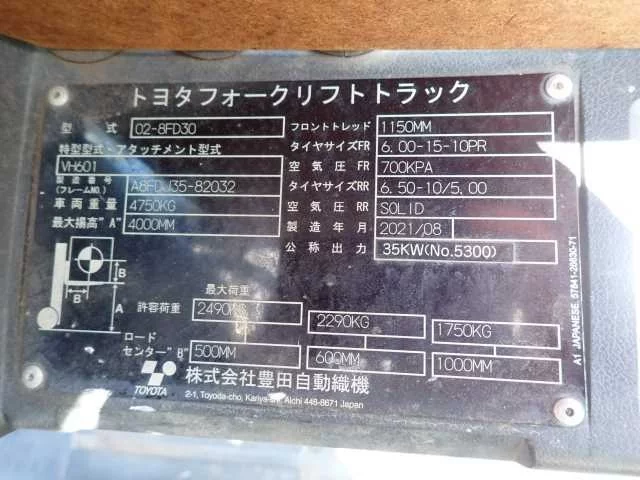 トヨタフォークリフトトラック
型式 02-8FD30 フロントトレッド 1150MM
特型型式・アタッチメント型式 タイヤサイズFR 6.00-15-10PR
VH601 空気圧FR 700KPA
製造番号(フレームNO.) A8FDJ35-82032 タイヤサイズRR 6.50-10/5.00
車両重量 4750KG 空気圧RR SOLID
最大揚高"A" 4000MM 製造年月 2021/08
公称出力 35KW(No.5300)
B
B
A
最大荷重
許容荷重 2490KG 2290KG 1750KG
ロードセンター"B" 500MM 600MM 1000MM
TOYOTA 株式会社豊田自動織機
2-1, Toyoda-cho, Kariya-shi, Aichi 448-8671 Japan
A1 JAPANESE